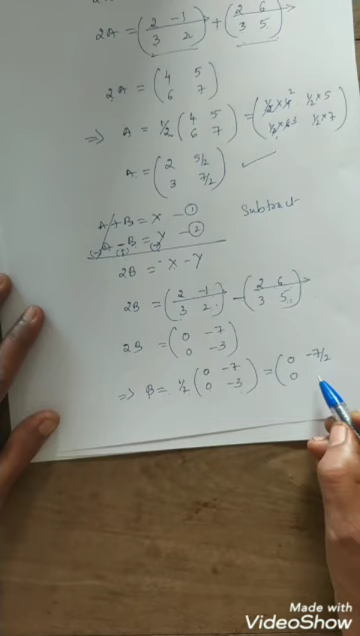 2A = (2 -1 / 3 2) + (2 6 / 3 5)
2A = (4 5 / 6 7)
⇒ A = 1/2 (4 5 / 6 7) = (1/2 × 4 2 1/2 × 5 / 1/2 × 6 3 1/2 × 7)
A = (2 5/2 / 3 7/2) ✓
A + B = X - ① Subtract
- B = Y - ②
2B = X - Y
2B = (2 -1 / 3 2) - (2 6 / 3 5)
2B = (0 -7 / 0 -3)
⇒ B = 1/2 (0 -7 / 0 -3) = (0 -7/2 / 0
Made with
VideoShow